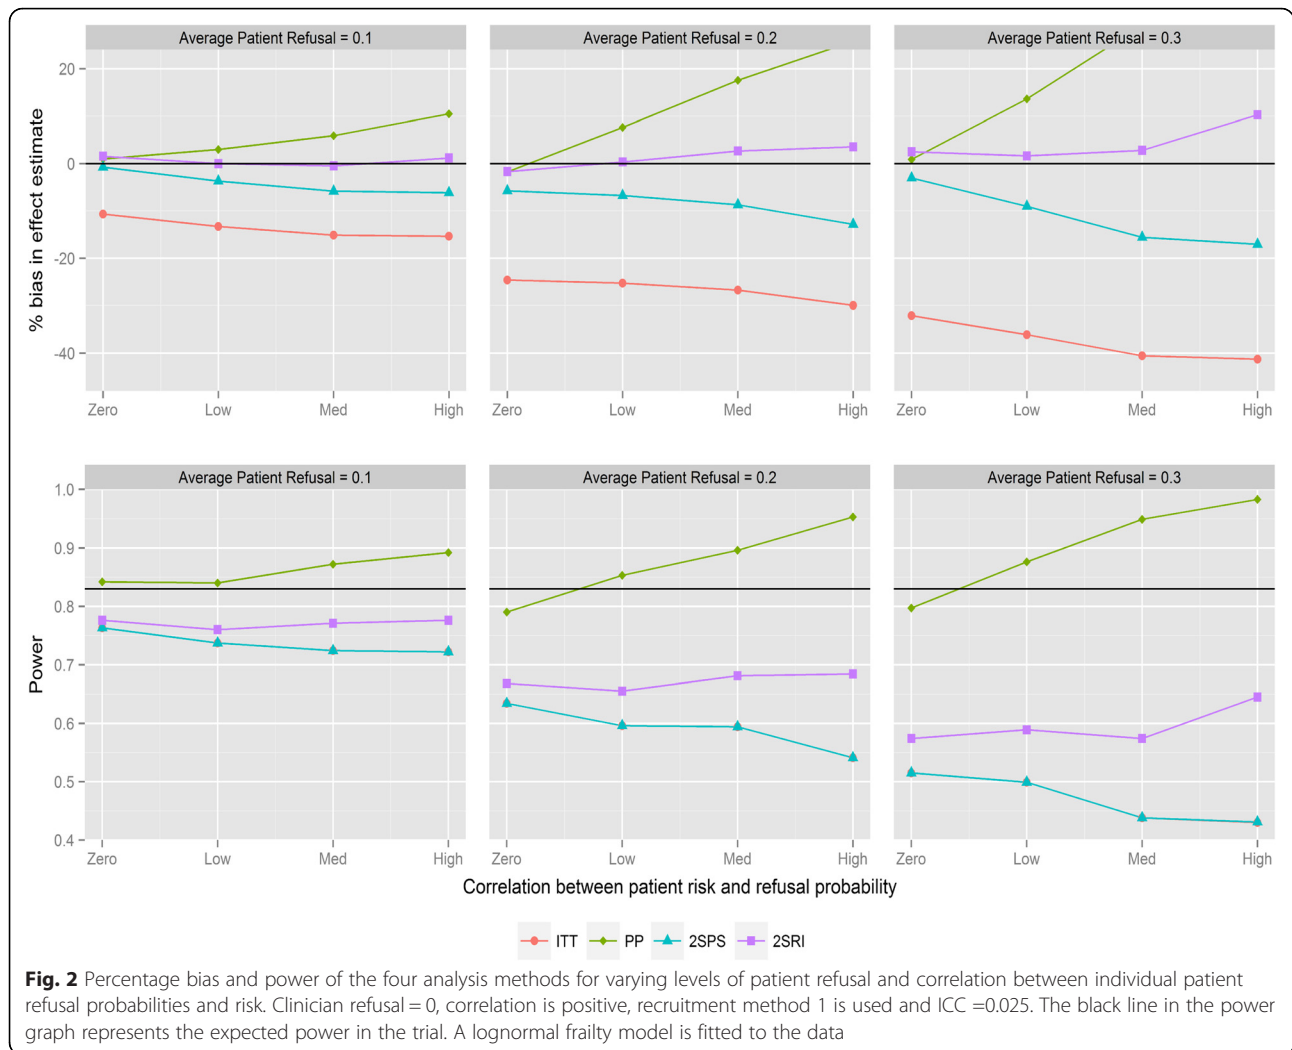 Average Patient Refusal = 0.1
Average Patient Refusal = 0.2
Average Patient Refusal = 0.3
% bias in effect estimate
20
0
-20
-40
Zero Low Med High
Zero Low Med High
Zero Low Med High
Average Patient Refusal = 0.1
Average Patient Refusal = 0.2
Average Patient Refusal = 0.3
Power
1.0
0.9
0.8
0.7
0.6
0.5
0.4
Zero Low Med High
Zero Low Med High
Zero Low Med High
Correlation between patient risk and refusal probability
ITT PP 2SPS 2SRI
Fig. 2 Percentage bias and power of the four analysis methods for varying levels of patient refusal and correlation between individual patient
refusal probabilities and risk. Clinician refusal = 0, correlation is positive, recruitment method 1 is used and ICC =0.025. The black line in the power
graph represents the expected power in the trial. A lognormal frailty model is fitted to the data